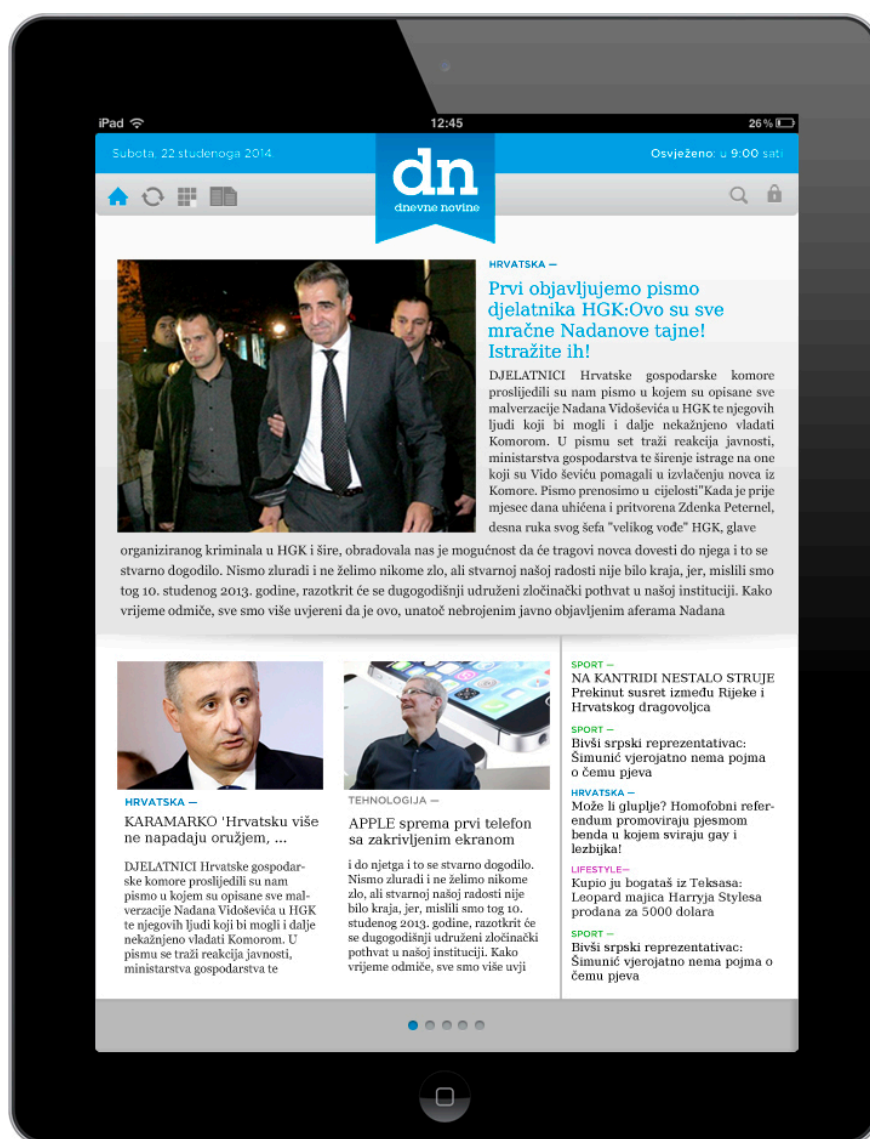 iPad
12:45
26%
Subota, 22.studenoga 2014.
Osvježeno: u 9:00 sati
dn
dnevne novine
HRVATSKA —
Prvi objavljujemo pismo
djelatnika HGK:Ovo su sve
mračne Nadanove tajne!
Istražite ih!
DJELATNICI Hrvatske gospodarske komore
proslijedili su nam pismo u kojem su opisane sve
malverzacije Nadana Vidoševića u HGK te njegovih
ljudi koji bi mogli i dalje nekažnjeno vladati
Komorom. U pismu set traži reakcija javnosti,
ministarstva gospodarstva te širenje istrage na one
koji su Vido ševiću pomagali u izvlačenju novca iz
Komore. Pismo prenosimo u cijelosti"Kada je prije
mjesec dana uhićena i pritvorena Zdenka Peternel,
desna ruka svog šefa "velikog vođe" HGK, glave
organiziranog kriminala u HGK i šire, obradovala nas je mogućnost da će tragovi novca dovesti do njega i to se
stvarno dogodilo. Nismo zluradi i ne želimo nikome zlo, ali stvarnoj našoj radosti nije bilo kraja, jer, mislili smo
tog 10. studenog 2013. godine, razotkrit će se dugogodišnji udruženi zločinački pothvat u našoj instituciji. Kako
vrijeme odmiče, sve smo više uvjereni da je ovo, unatoč nebrojenim javno objavljenim aferama Nadana
HRVATSKA —
KARAMARKO 'Hrvatsku više
ne napadaju oružjem, ...
DJELATNICI Hrvatske gospodar-
ske komore proslijedili su nam
pismo u kojem su opisane sve mal-
verzacije Nadana Vidoševića u HGK
te njegovih ljudi koji bi mogli i dalje
nekažnjeno vladati Komorom. U
pismu se traži reakcija javnosti,
ministarstva gospodarstva te
TEHNOLOGIJA —
APPLE sprema prvi telefon
sa zakrivljenim ekranom
i do njetga i to se stvarno dogodilo.
Nismo zluradi i ne želimo nikome
zlo, ali stvarnoj našoj radosti nije
bilo kraja, jer, mislili smo tog 10.
studenog 2013. godine, razotkrit će
se dugogodišnji udruženi zločinački
pothvat u našoj instituciji. Kako
vrijeme odmiče, sve smo više uvji
SPORT —
NA KANTRIDI NESTALO STRUJE
Prekinut susret između Rijeke i
Hrvatskog dragovoljca
SPORT —
Bivši srpski reprezentativac:
Šimunić vjerojatno nema pojma
o čemu pjeva
HRVATSKA —
Može li gluplje? Homofobni refer-
endum promoviraju pjesmom
benda u kojem sviraju gay i
lezbijka!
LIFESTYLE—
Kupio ju bogataš iz Teksasa:
Leopard majica Harryja Stylesa
prodana za 5000 dolara
SPORT —
Bivši srpski reprezentativac:
Šimunić vjerojatno nema pojma o
čemu pjeva